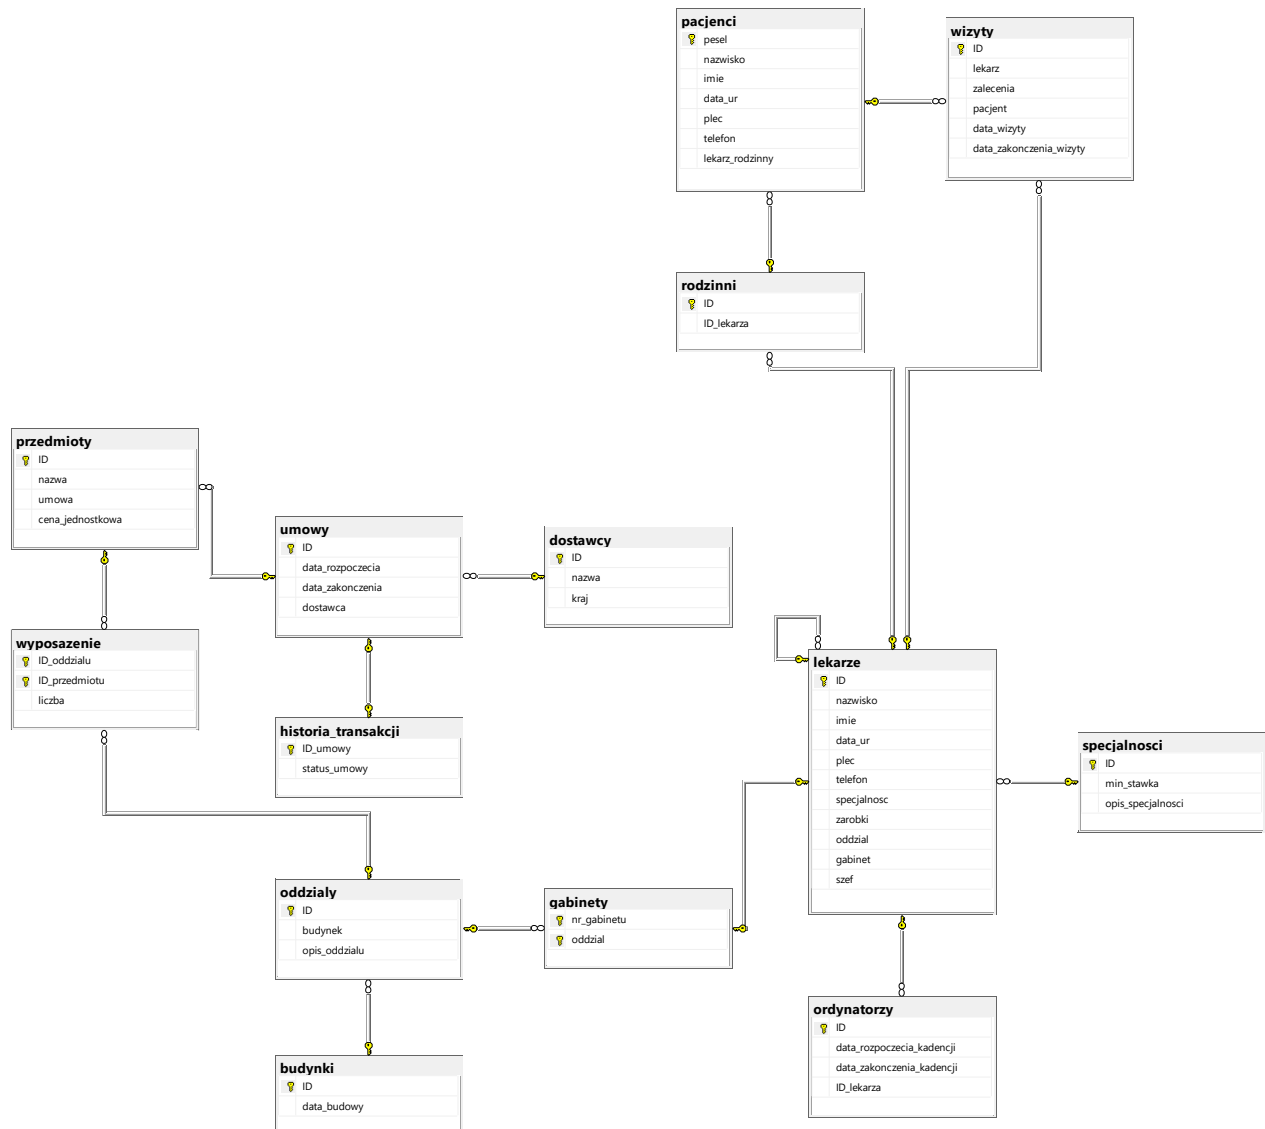 pacjenci
pesel
nazwisko
imie
data_ur
plec
telefon
lekarz_rodzinny
wizyty
ID
lekarz
zalecenia
pacjent
data_wizyty
data_zakonczenia_wizyty
rodzinni
ID
ID_lekarza
przedmioty
ID
nazwa
umowa
cena_jednostkowa
umowy
ID
data_rozpoczecia
data_zakonczenia
dostawca
dostawcy
ID
nazwa
kraj
wyposazenie
ID_oddzialu
ID_przedmiotu
liczba
historia_transakcji
ID_umowy
status_umowy
lekarze
ID
nazwisko
imie
data_ur
plec
telefon
specjalnosc
zarobki
oddzial
gabinet
szef
specjalnosci
ID
min_stawka
opis_specjalnosci
oddzialy
ID
budynek
opis_oddzialu
gabinety
nr_gabinetu
oddzial
ordynatorzy
ID
data_rozpoczecia_kadencji
data_zakonczenia_kadencji
ID_lekarza
budynki
ID
data_budowy